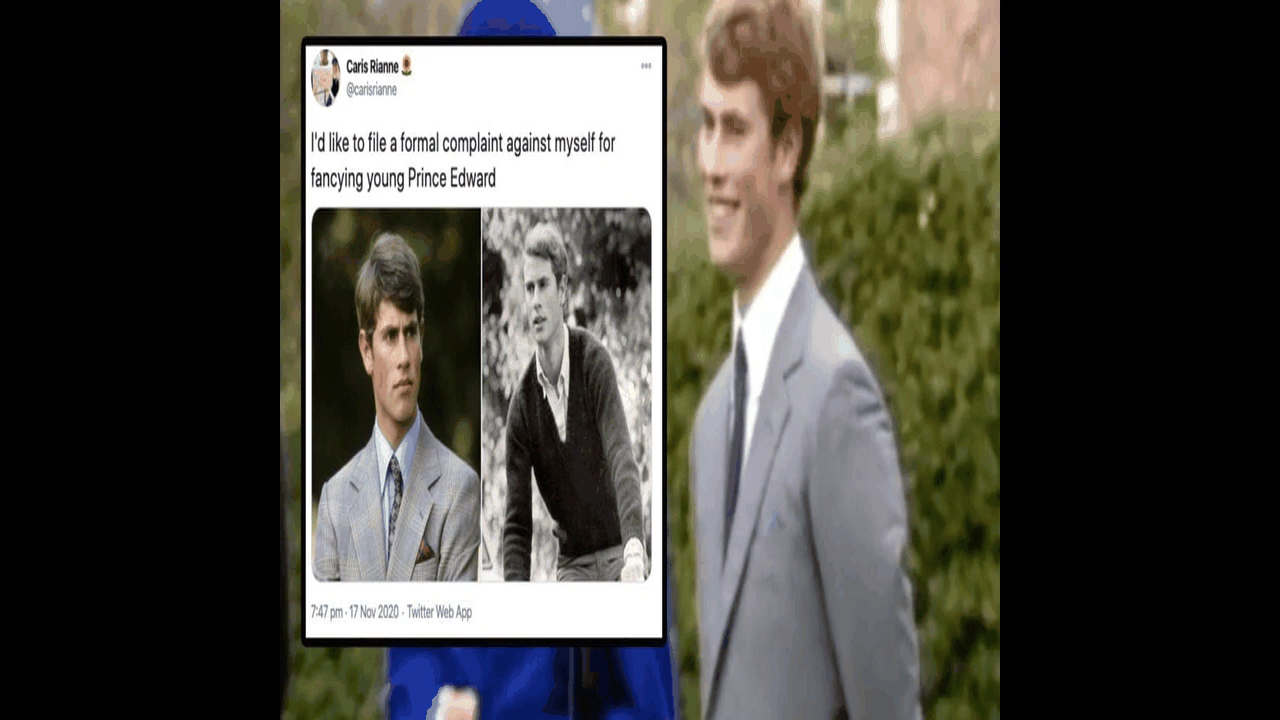 Caris Rianne🌻
@carisrianne
I'd like to file a formal complaint against myself for
fancying young Prince Edward
7:47 pm · 17 Nov 2020 · Twitter Web App